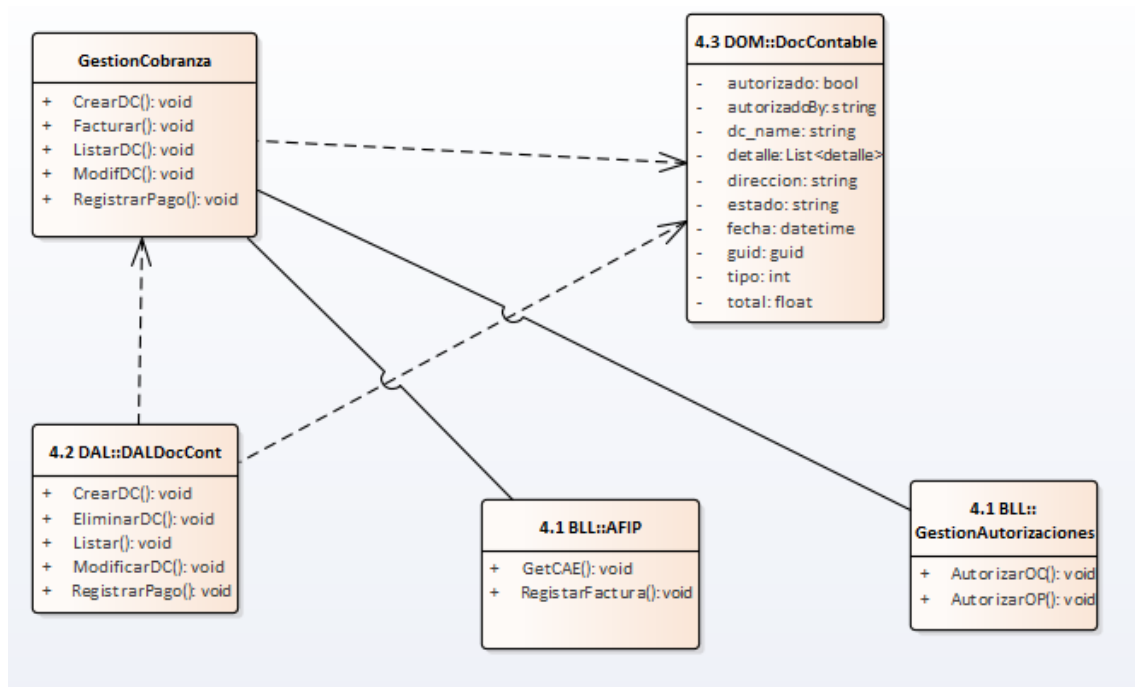 GestionCobranza
+ CrearDC(): void
+ Facturar(): void
+ ListarDC(): void
+ ModifDC(): void
+ RegistrarPago(): void
4.3 DOM::DocContable
- autorizado: bool
- autorizadoBy: string
- dc_name: string
- detalle: List<detalle>
- direccion: string
- estado: string
- fecha: datetime
- guid: guid
- tipo: int
- total: float
4.2 DAL::DALDocCont
+ CrearDC(): void
+ EliminarDC(): void
+ Listar(): void
+ ModificarDC(): void
+ RegistrarPago(): void
4.1 BLL::AFIP
+ GetCAE(): void
+ RegistarFactura(): void
4.1 BLL::
GestionAutorizaciones
+ AutorizarOC(): void
+ AutorizarOP(): void